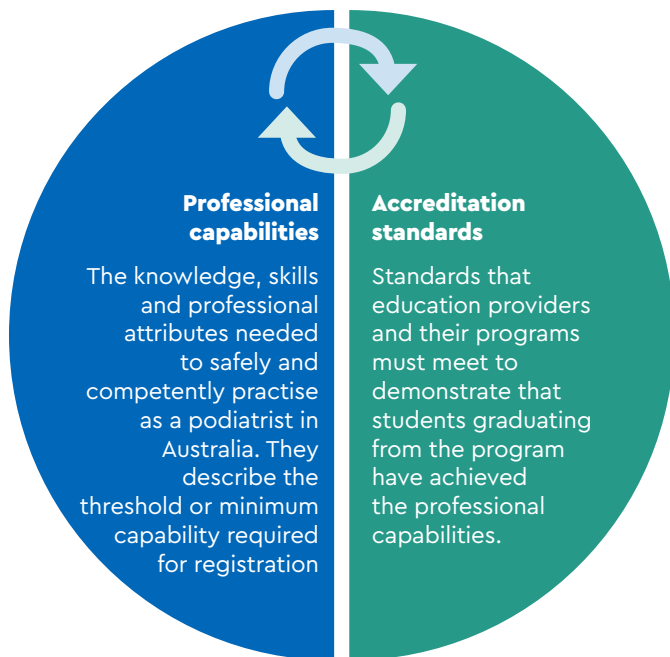 Professional
capabilities
The knowledge, skills
and professional
attributes needed
to safely and
competently practise
as a podiatrist in
Australia. They
describe the
threshold or minimum
capability required
for registration
Accreditation
standards
Standards that
education providers
and their programs
must meet to
demonstrate that
students graduating
from the program
have achieved
the professional
capabilities.